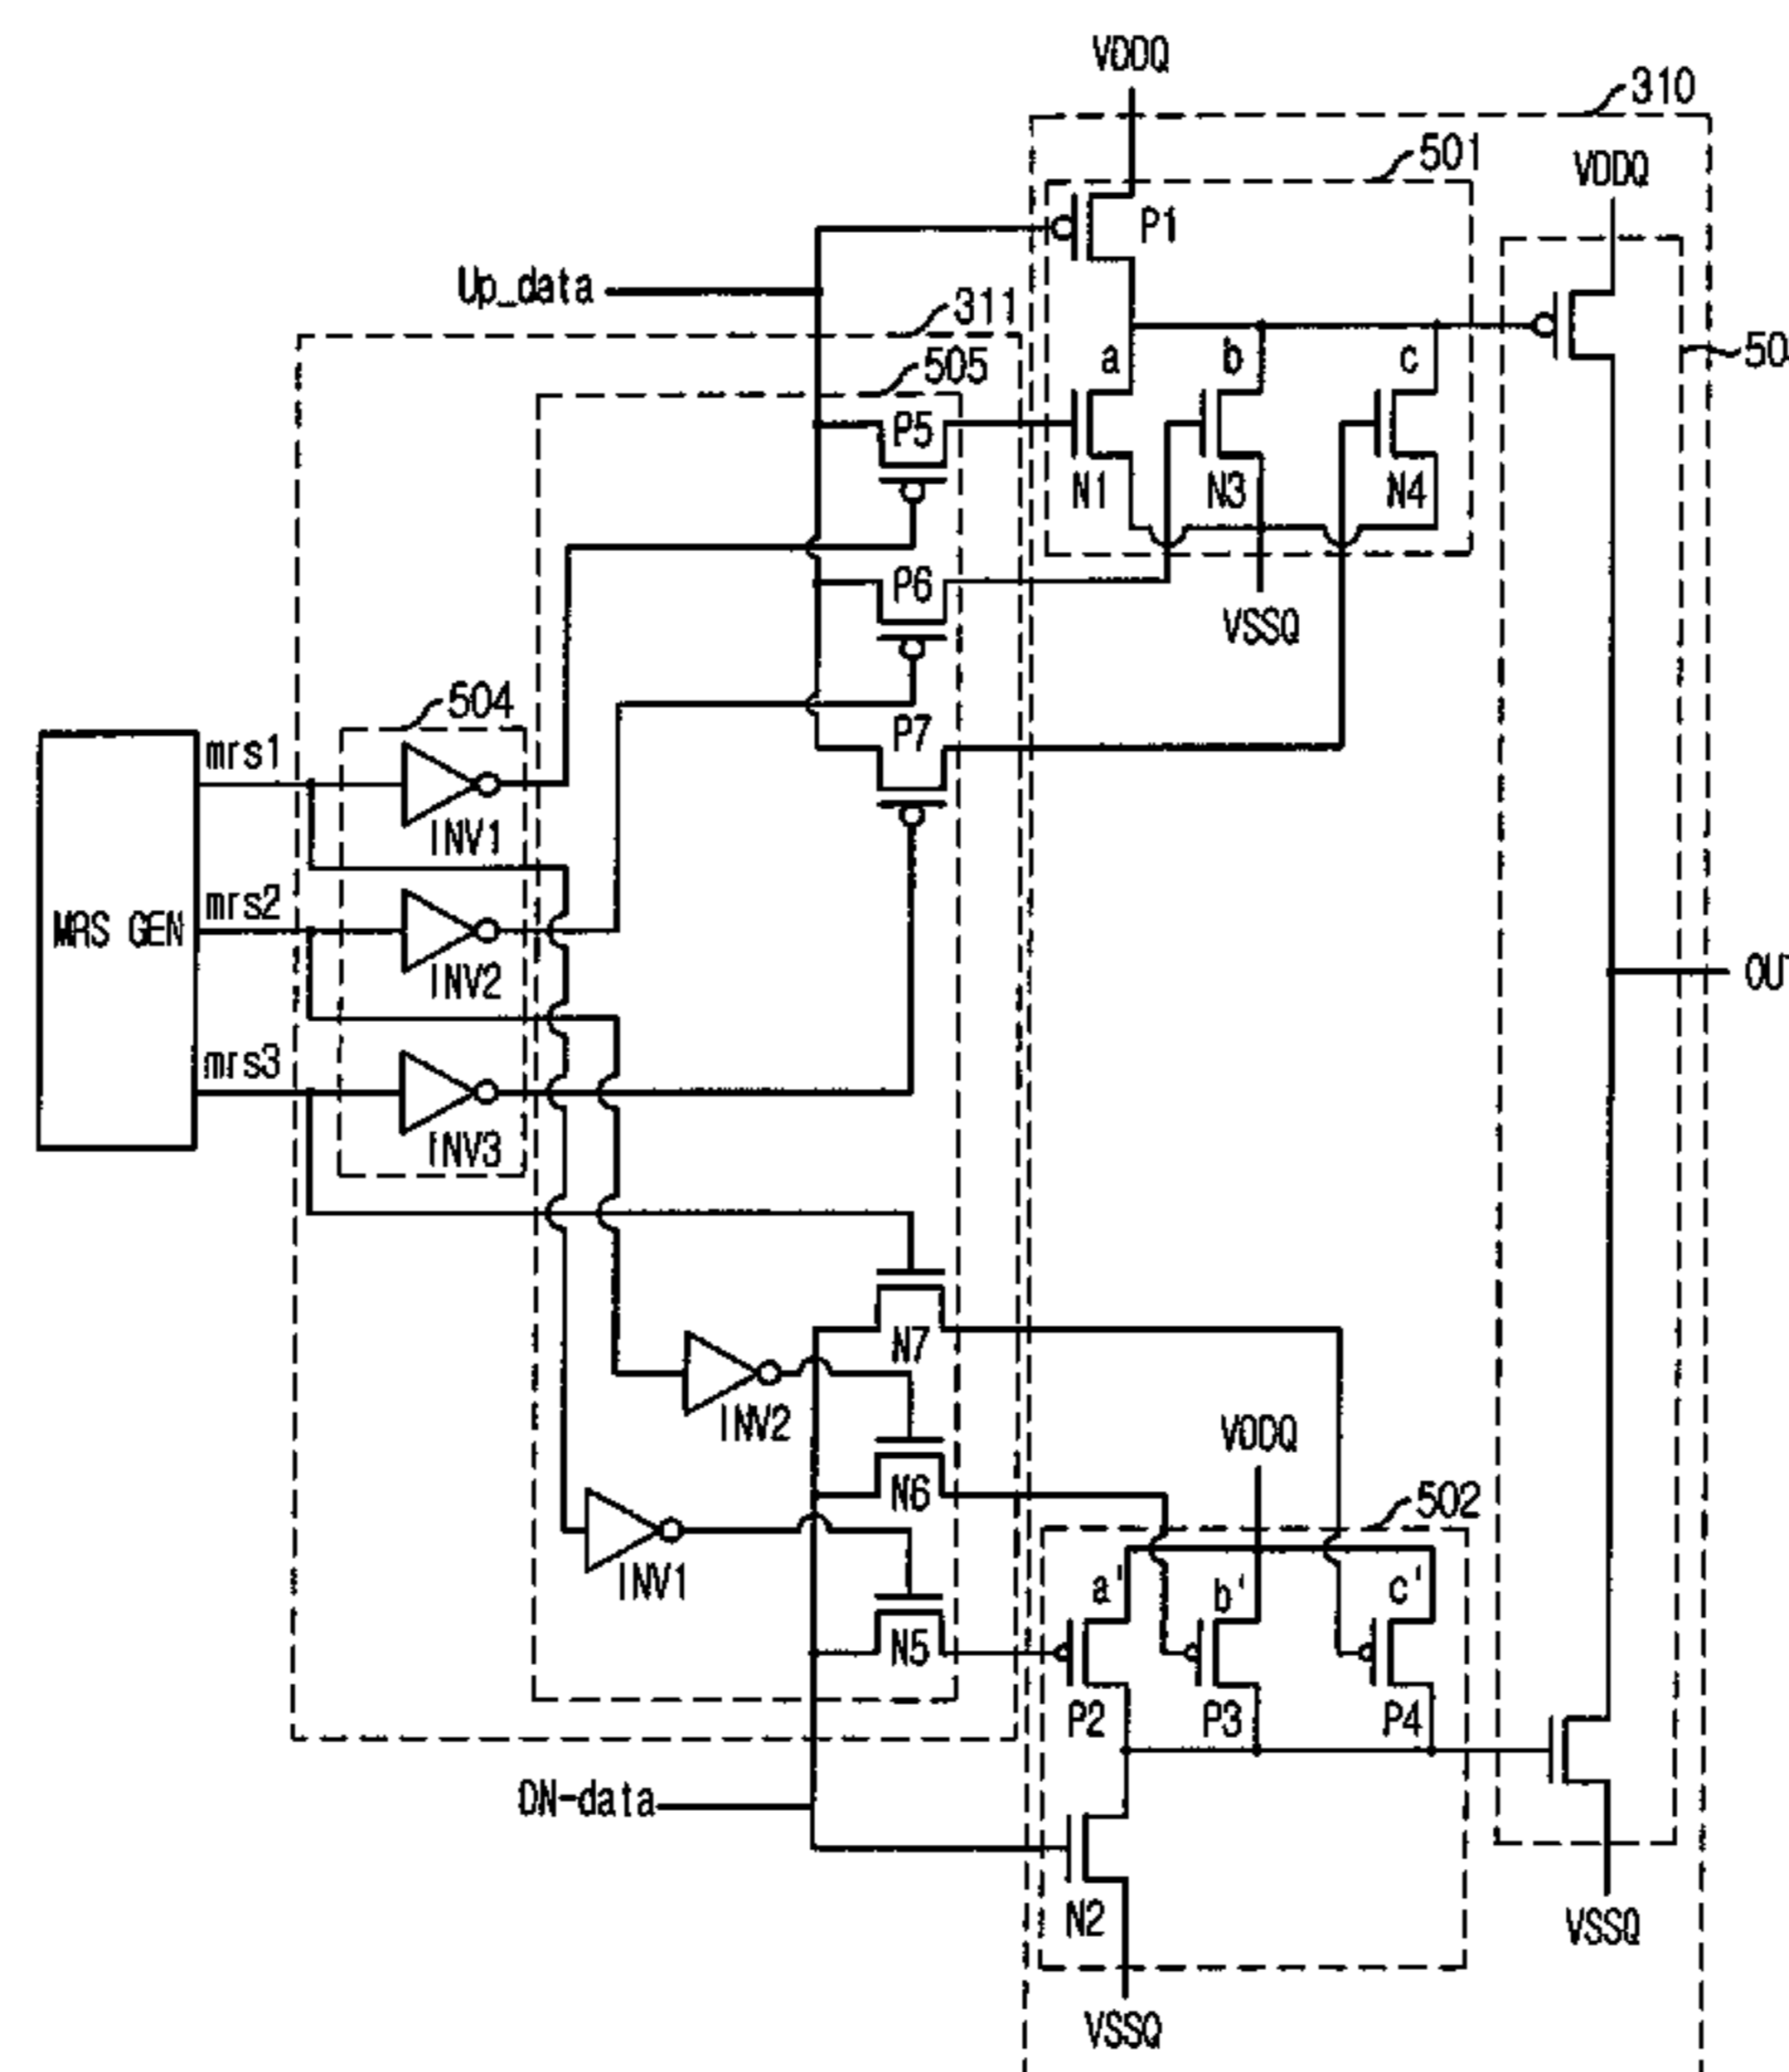 VDDQ
310
501
VDDQ
P1
Up_data
311
505
a
b
c
50
P5
N1
N3
N4
P6
VSSQ
504
P7
mrs1
INV1
mrs2
MRS GEN
INV2
OU
mrs3
INV3
N7
INV2
VDDQ
N6
502
INV1
a'
b'
c'
N5
P2
P3
P4
DN-data
N2
VSSQ
VSSQ